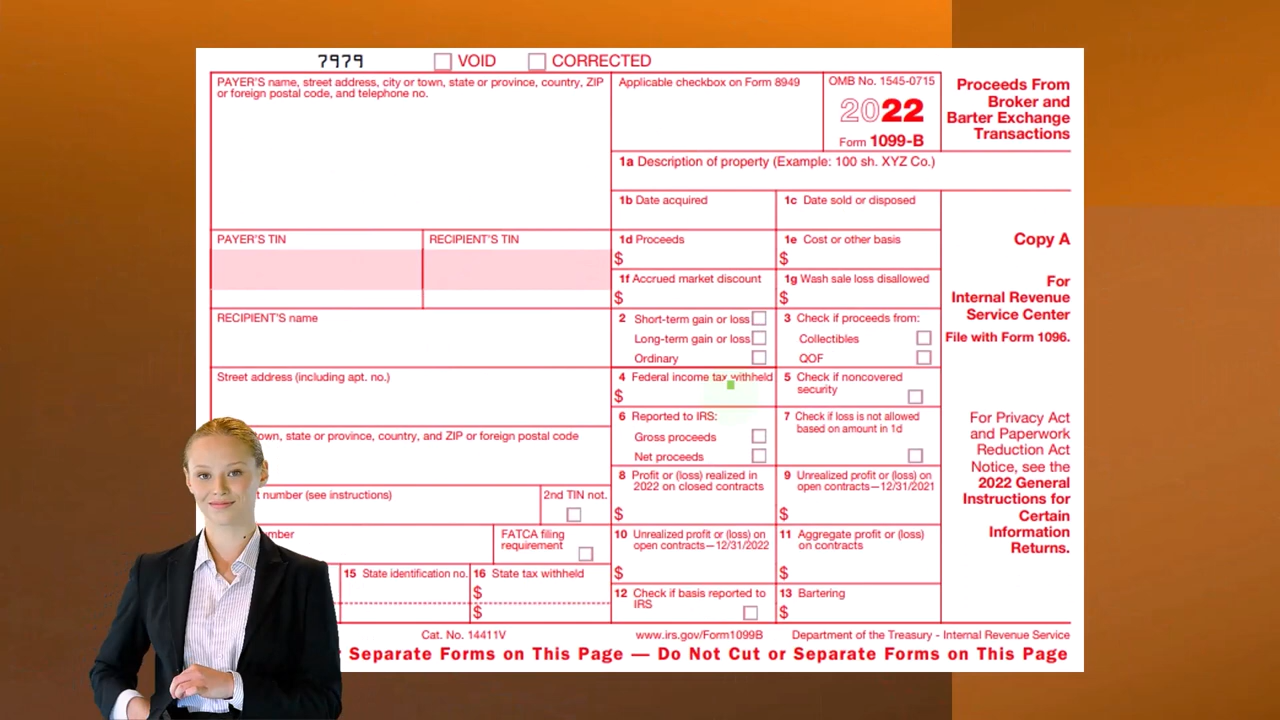 7979 VOID CORRECTED
PAYER'S name, street address, city or town, state or province, country, ZIP
or foreign postal code, and telephone no.
Applicable checkbox on Form 8949
OMB No. 1545-0715
2022
Form 1099-B
Proceeds From
Broker and
Barter Exchange
Transactions
1a Description of property (Example: 100 sh. XYZ Co.)
1b Date acquired
1c Date sold or disposed
PAYER'S TIN
RECIPIENT'S TIN
1d Proceeds
$
1e Cost or other basis
$
Copy A
1f Accrued market discount
$
1g Wash sale loss disallowed
$
For
Internal Revenue
Service Center
File with Form 1096.
RECIPIENT'S name
2 Short-term gain or loss
Long-term gain or loss
Ordinary
3 Check if proceeds from:
Collectibles
QOF
Street address (including apt. no.)
4 Federal income tax withheld
$
5 Check if noncovered
security
town, state or province, country, and ZIP or foreign postal code
6 Reported to IRS:
Gross proceeds
Net proceeds
7 Check if loss is not allowed
based on amount in 1d
For Privacy Act
and Paperwork
Reduction Act
Notice, see the
2022 General
Instructions for
Certain
Information
Returns.
number (see instructions)
2nd TIN not.
8 Profit or (loss) realized in
2022 on closed contracts
$
9 Unrealized profit or (loss) on
open contracts—12/31/2021
$
FATCA filing
requirement
10 Unrealized profit or (loss) on
open contracts—12/31/2022
$
11 Aggregate profit or (loss)
on contracts
$
15 State identification no.
16 State tax withheld
$
$
12 Check if basis reported to
IRS
13 Bartering
$
Cat. No. 14411V
www.irs.gov/Form1099B
Department of the Treasury - Internal Revenue Service
Separate Forms on This Page — Do Not Cut or Separate Forms on This Page